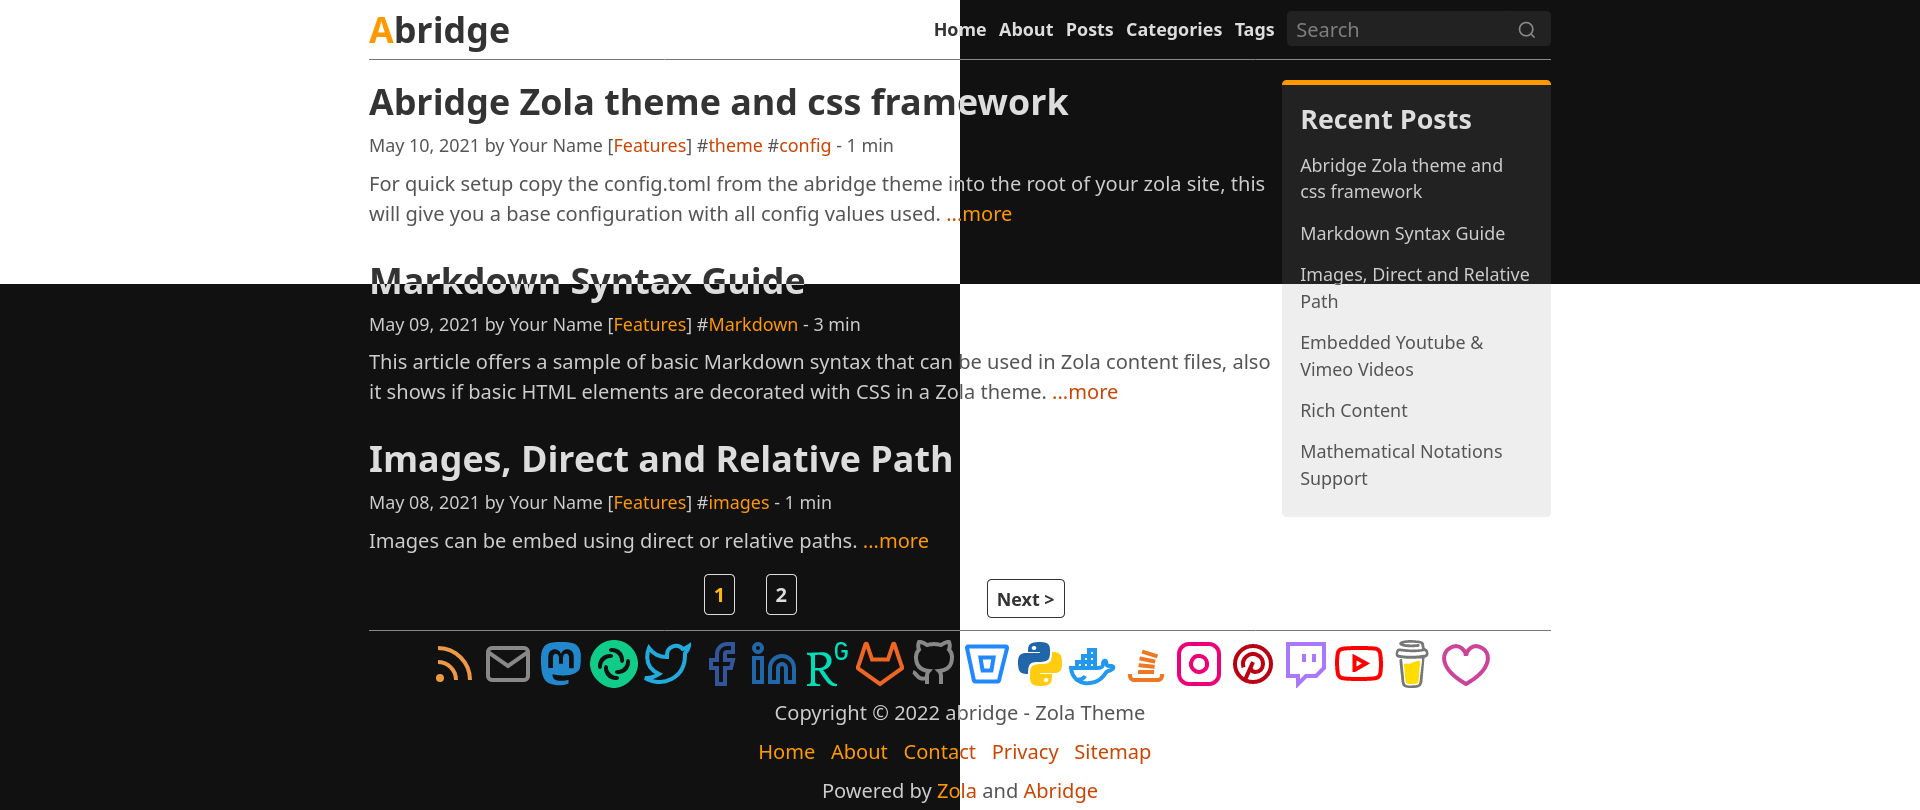 Abridge
Home About Posts Categories Tags Search
Abridge Zola theme and css framework
May 10, 2021 by Your Name [Features] #theme #config - 1 min
For quick setup copy the config.toml from the abridge theme into the root of your zola site, this
will give you a base configuration with all config values used. ...more
Markdown Syntax Guide
May 09, 2021 by Your Name [Features] #Markdown - 3 min
This article offers a sample of basic Markdown syntax that can be used in Zola content files, also
it shows if basic HTML elements are decorated with CSS in a Zola theme. ...more
Images, Direct and Relative Path
May 08, 2021 by Your Name [Features] #images - 1 min
Images can be embed using direct or relative paths. ...more
1 2 Next >
Recent Posts
Abridge Zola theme and
css framework
Markdown Syntax Guide
Images, Direct and Relative
Path
Embedded Youtube &
Vimeo Videos
Rich Content
Mathematical Notations
Support
Copyright © 2022 abridge - Zola Theme
Home About Contact Privacy Sitemap
Powered by Zola and Abridge